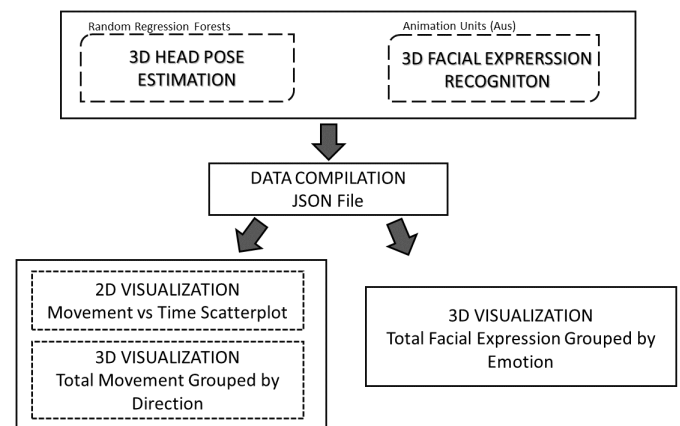 Random Regression Forests
3D HEAD POSE
ESTIMATION
Animation Units (Aus)
3D FACIAL EXPRERSSION
RECOGNITON
DATA COMPILATION
JSON File
2D VISUALIZATION
Movement vs Time Scatterplot
3D VISUALIZATION
Total Movement Grouped by
Direction
3D VISUALIZATION
Total Facial Expression Grouped by
Emotion